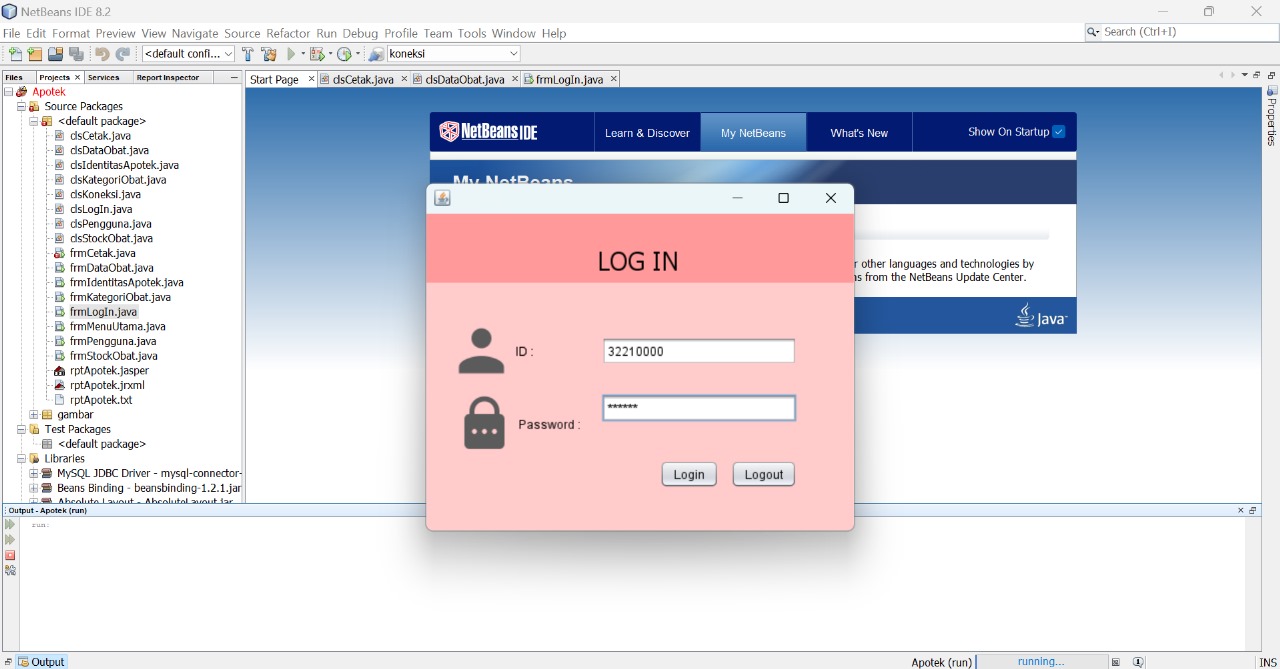 NetBeans IDE 8.2
File Edit Format Preview View Navigate Source Refactor Run Debug Profile Team Tools Window Help
Search (Ctrl+I)
<default confi... koneksi
Files Projects Services Report Inspector
Start Page clsCetak.java clsDataObat.java frmLogIn.java
Properties
Apotek
Source Packages
<default package>
clsCetak.java
clsDataObat.java
clsIdentitasApotek.java
clsKategoriObat.java
clsKoneksi.java
clsLogIn.java
clsPengguna.java
clsStockObat.java
frmCetak.java
frmDataObat.java
frmIdentitasApotek.java
frmKategoriObat.java
frmLogIn.java
frmMenuUtama.java
frmPengguna.java
frmStockObat.java
rptApotek.jasper
rptApotek.jrxml
rptApotek.txt
gambar
Test Packages
<default package>
Libraries
MySQL JDBC Driver - mysql-connector-
Beans Binding - beansbinding-1.2.1.jar
Absolute Layout - AbsoluteLayout.jar
NetBeans IDE Learn & Discover My NetBeans What's New Show On Startup
My NetBeans
r other languages and technologies by
s from the NetBeans Update Center.
Java
LOG IN
ID : 32210000
Password : ******
Login Logout
Output - Apotek (run)
run:
Output
Apotek (run) running... INS